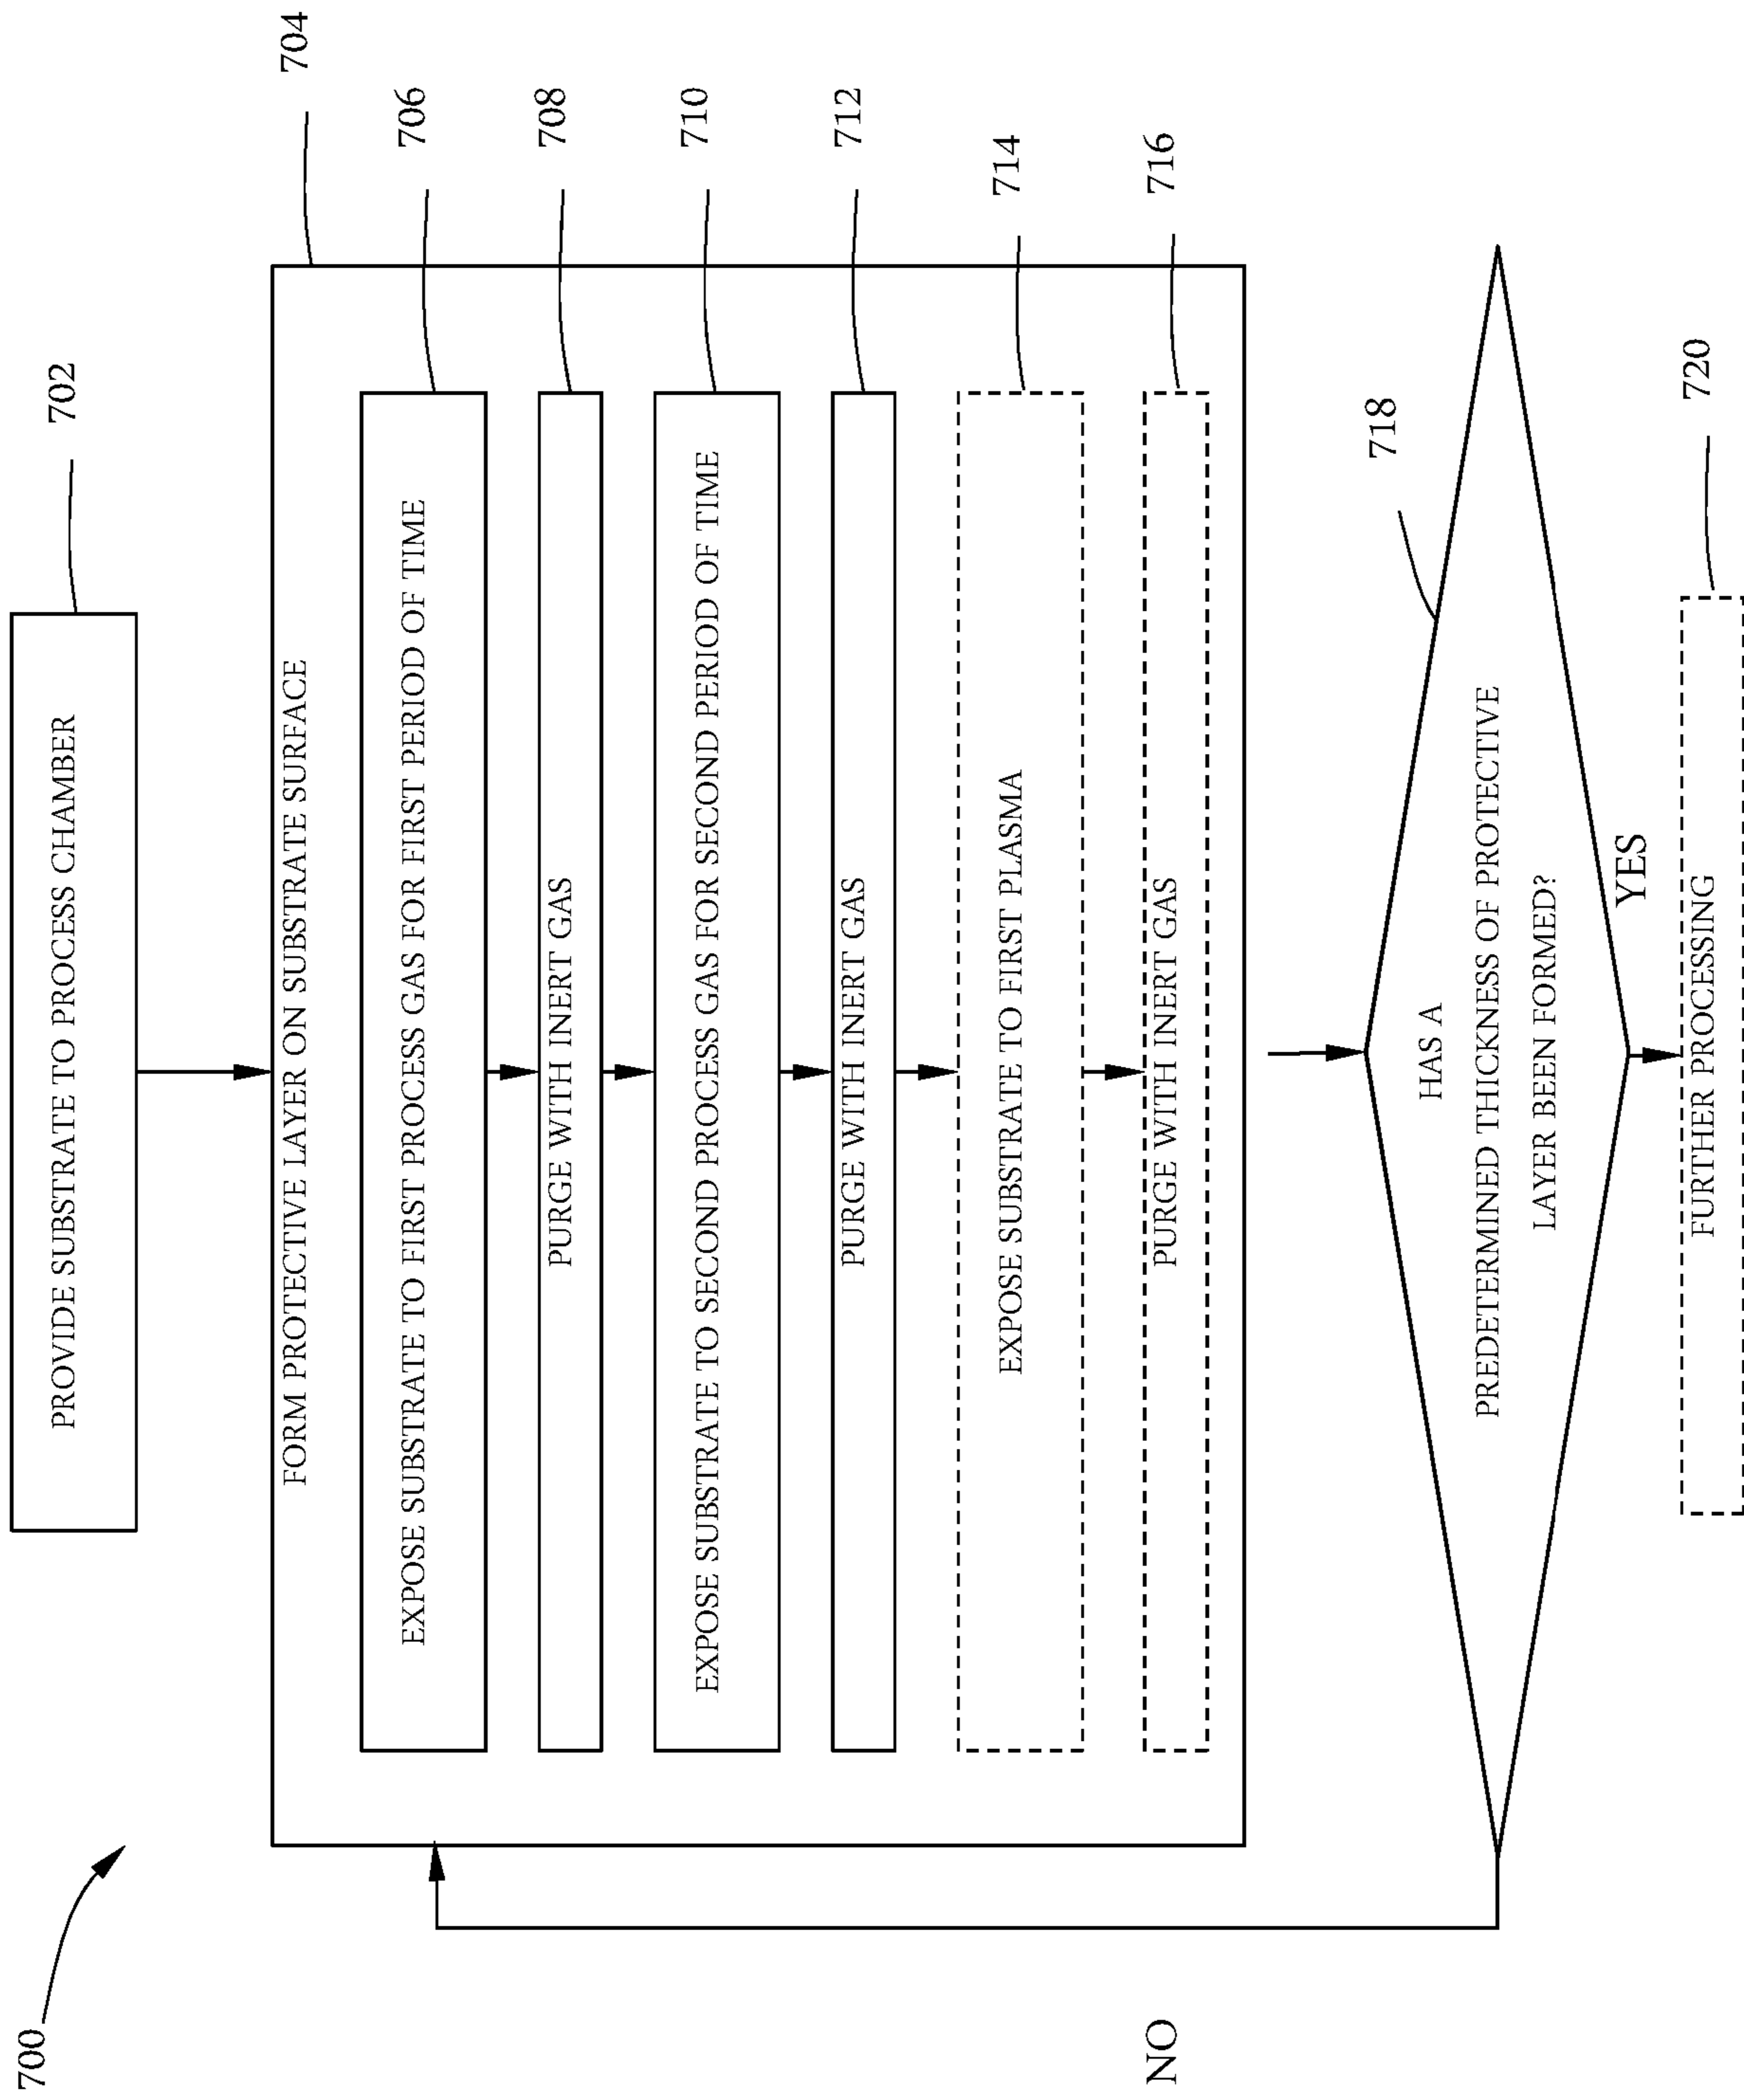 700
PROVIDE SUBSTRATE TO PROCESS CHAMBER
702
704
FORM PROTECTIVE LAYER ON SUBSTRATE SURFACE
EXPOSE SUBSTRATE TO FIRST PROCESS GAS FOR FIRST PERIOD OF TIME
706
PURGE WITH INERT GAS
708
EXPOSE SUBSTRATE TO SECOND PROCESS GAS FOR SECOND PERIOD OF TIME
710
PURGE WITH INERT GAS
712
EXPOSE SUBSTRATE TO FIRST PLASMA
714
PURGE WITH INERT GAS
716
NO
718
HAS A
PREDETERMINED THICKNESS OF PROTECTIVE
LAYER BEEN FORMED?
YES
FURTHER PROCESSING
720